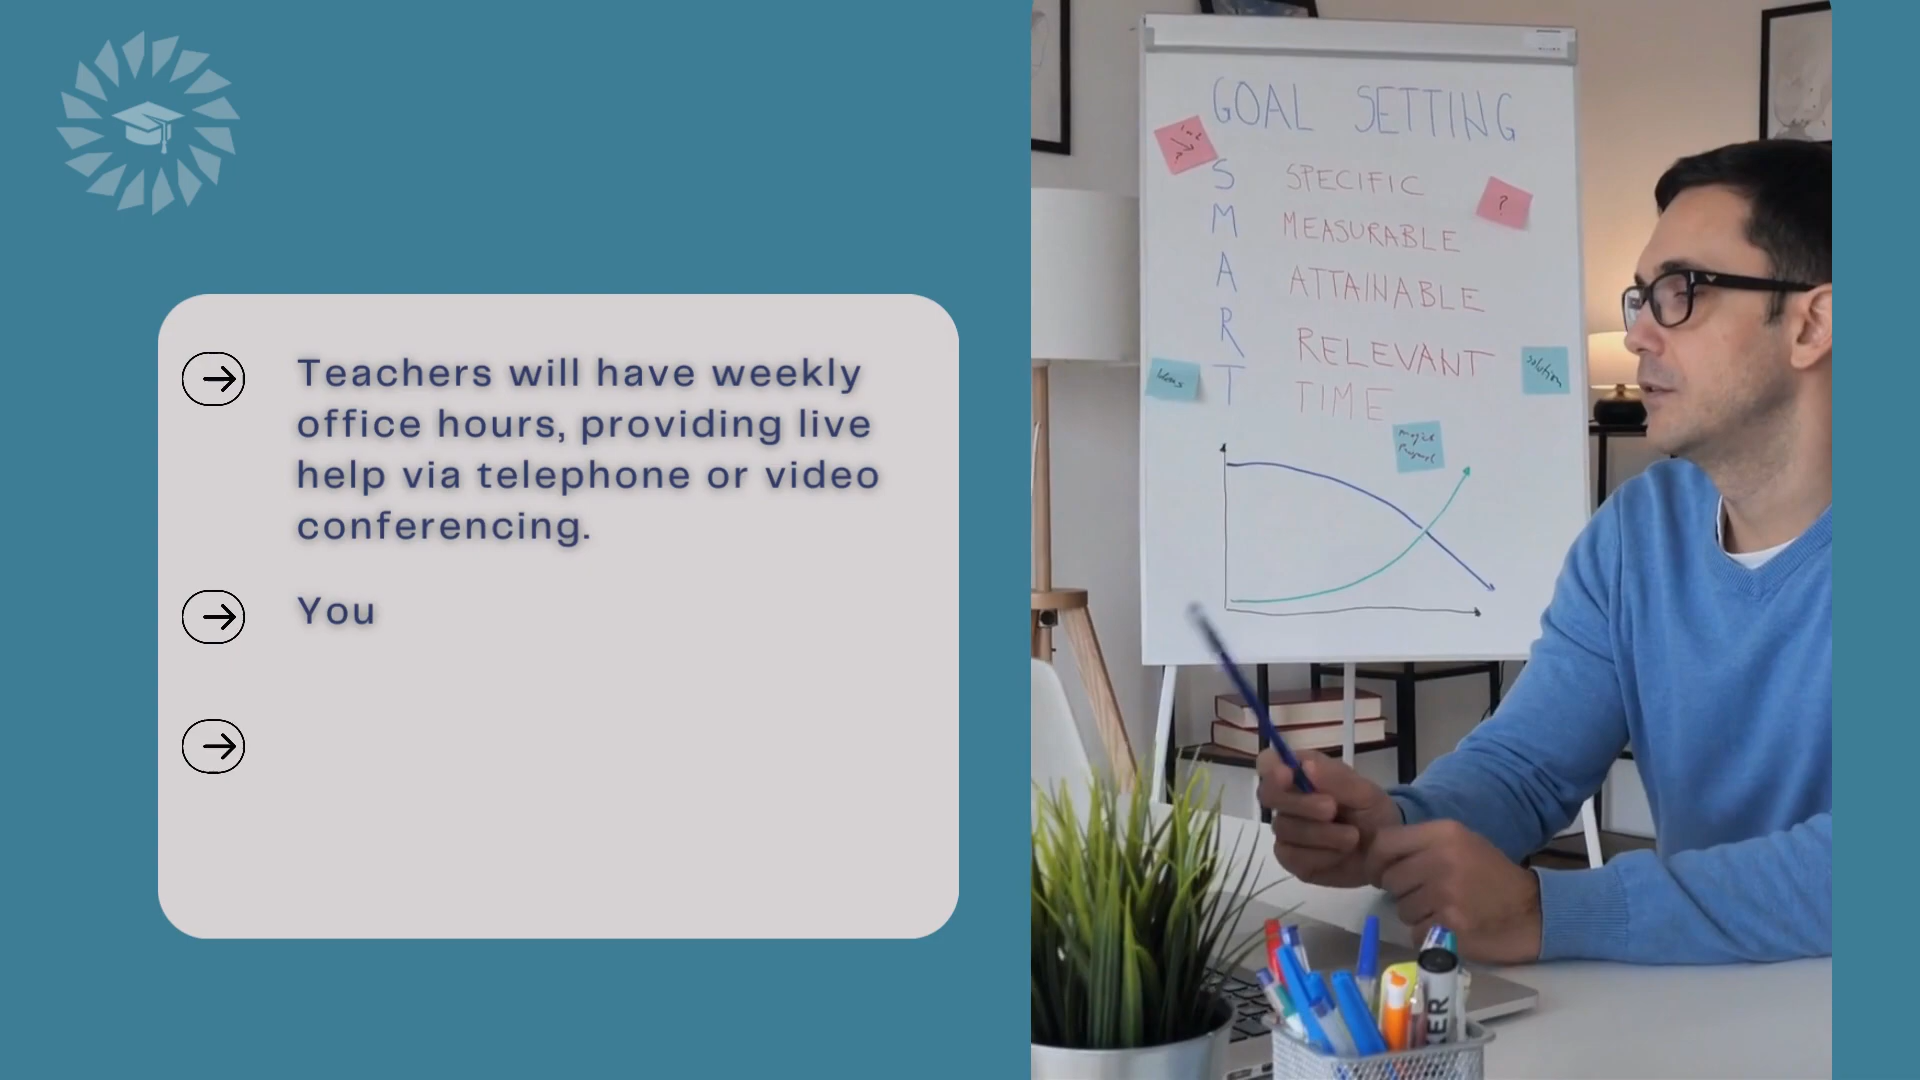 Teachers will have weekly
office hours, providing live
help via telephone or video
conferencing.
You
GOAL SETTING
S SPECIFIC
M MEASURABLE
A ATTAINABLE
R RELEVANT
T TIME
?
solution